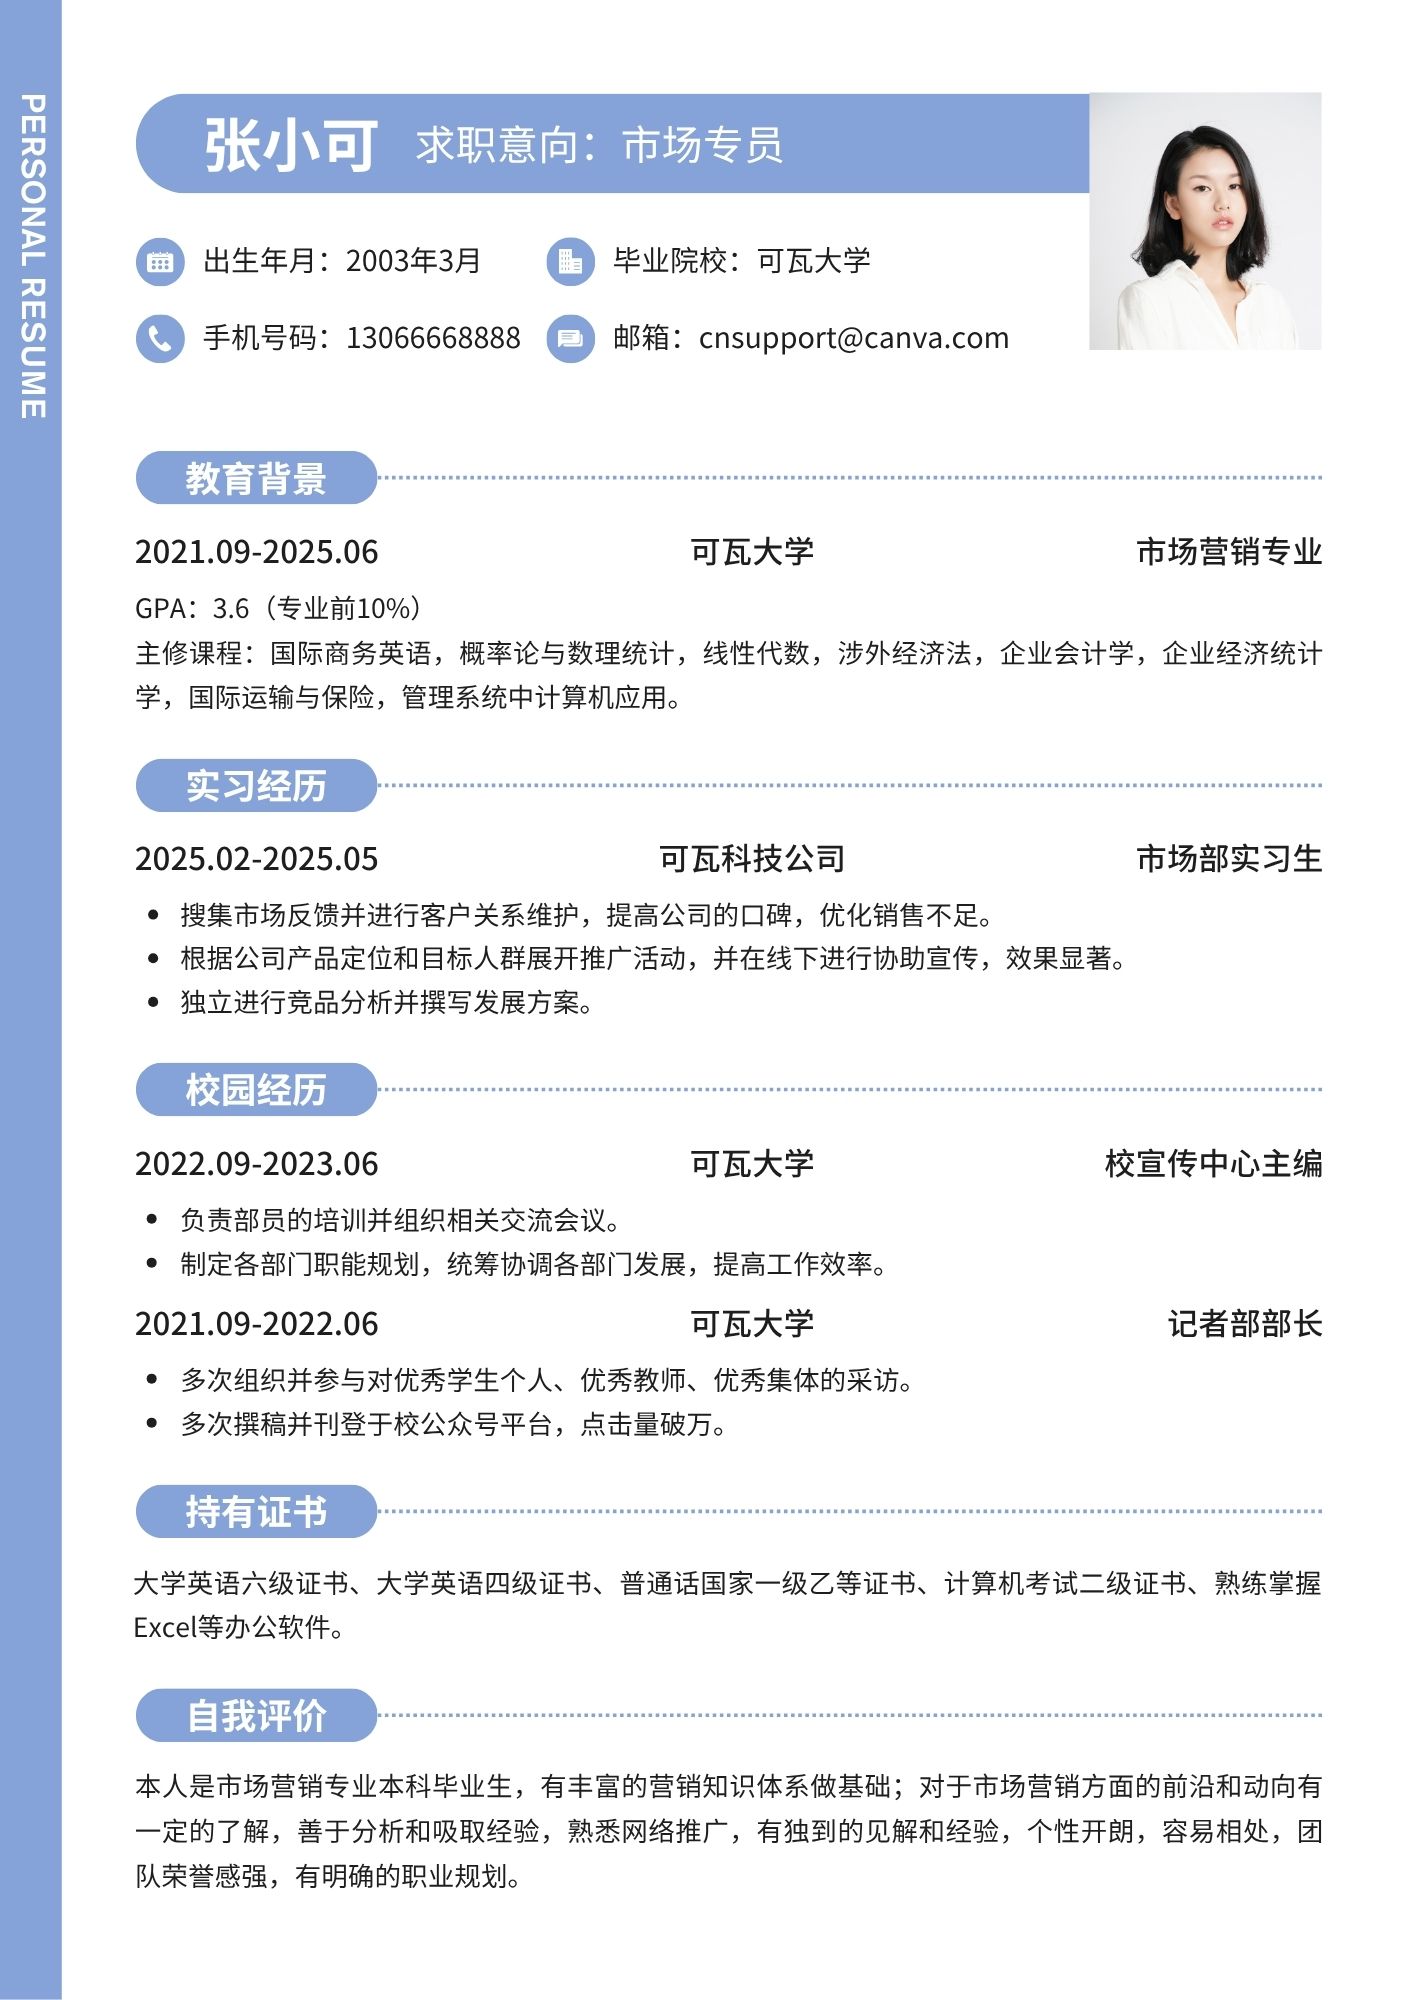 PERSONAL RESUME
张小可 求职意向：市场专员
出生年月：2003年3月 毕业院校：可瓦大学
手机号码：13066668888 邮箱：cnsupport@canva.com
教育背景
2021.09-2025.06 可瓦大学 市场营销专业
GPA：3.6（专业前10%）
主修课程：国际商务英语，概率论与数理统计，线性代数，涉外经济法，企业会计学，企业经济统计
学，国际运输与保险，管理系统中计算机应用。
实习经历
2025.02-2025.05 可瓦科技公司 市场部实习生
• 搜集市场反馈并进行客户关系维护，提高公司的口碑，优化销售不足。
• 根据公司产品定位和目标人群展开推广活动，并在线下进行协助宣传，效果显著。
• 独立进行竞品分析并撰写发展方案。
校园经历
2022.09-2023.06 可瓦大学 校宣传中心主编
• 负责部员的培训并组织相关交流会议。
• 制定各部门职能规划，统筹协调各部门发展，提高工作效率。
2021.09-2022.06 可瓦大学 记者部部长
• 多次组织并参与对优秀学生个人、优秀教师、优秀集体的采访。
• 多次撰稿并刊登于校公众号平台，点击量破万。
持有证书
大学英语六级证书、大学英语四级证书、普通话国家一级乙等证书、计算机考试二级证书、熟练掌握
Excel等办公软件。
自我评价
本人是市场营销专业本科毕业生，有丰富的营销知识体系做基础；对于市场营销方面的前沿和动向有
一定的了解，善于分析和吸取经验，熟悉网络推广，有独到的见解和经验，个性开朗，容易相处，团
队荣誉感强，有明确的职业规划。